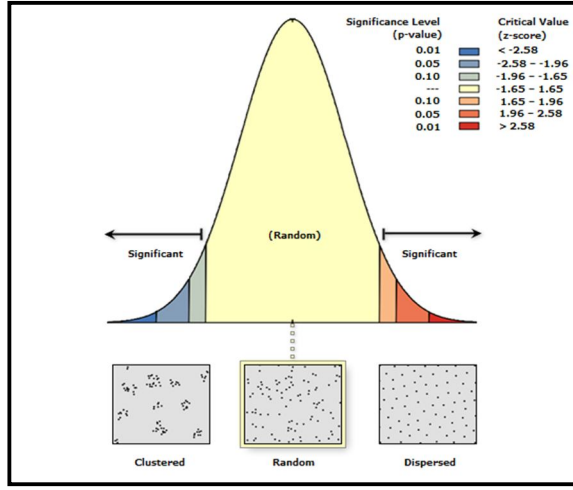 Significance Level Critical Value
(p-value) (z-score)
0.01 < -2.58
0.05 -2.58 – -1.96
0.10 -1.96 – -1.65
--- -1.65 – 1.65
0.10 1.65 – 1.96
0.05 1.96 – 2.58
0.01 > 2.58
(Random)
Significant Significant
Clustered Random Dispersed